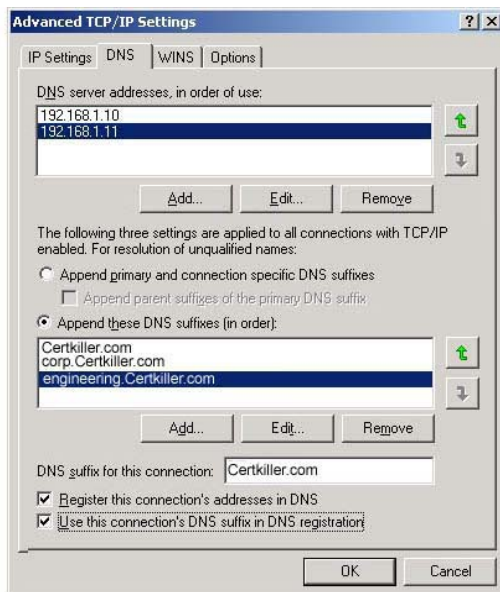 Advanced TCP/IP Settings
IP Settings DNS WINS Options
DNS server addresses, in order of use:
192.168.1.10
192.168.1.11
Add... Edit... Remove
The following three settings are applied to all connections with TCP/IP
enabled. For resolution of unqualified names:
Append primary and connection specific DNS suffixes
Append parent suffixes of the primary DNS suffix
Append these DNS suffixes (in order):
Certkiller.com
corp.Certkiller.com
engineering.Certkiller.com
Add... Edit... Remove
DNS suffix for this connection: Certkiller.com
Register this connection's addresses in DNS
Use this connection's DNS suffix in DNS registration
OK Cancel